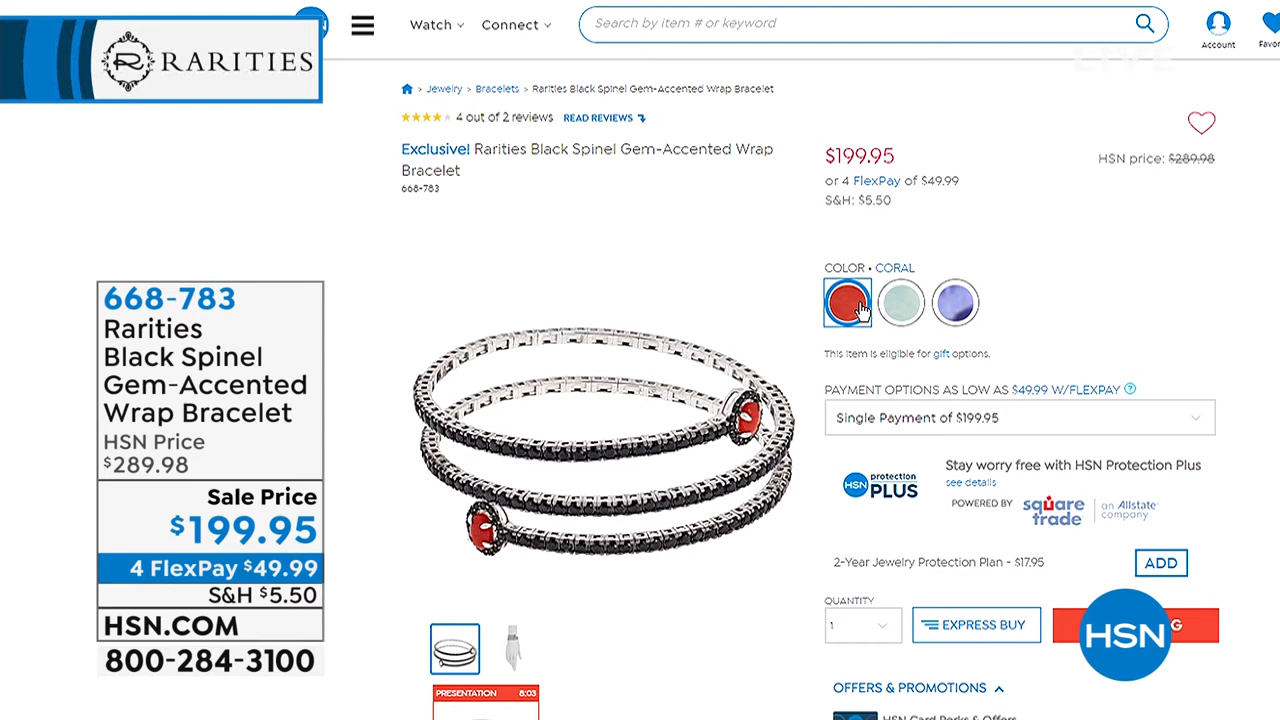 R RARITIES
Watch
Connect
Search by item # or keyword
Account
LIVE
Jewelry > Bracelets > Rarities Black Spinel Gem-Accented Wrap Bracelet
4 out of 2 reviews READ REVIEWS
Exclusive! Rarities Black Spinel Gem-Accented Wrap
Bracelet
668-783
$199.95
HSN price: $289.98
or 4 FlexPay of $49.99
S&H: $5.50
COLOR • CORAL
This item is eligible for gift options.
PAYMENT OPTIONS AS LOW AS $49.99 W/FLEXPAY ?
Single Payment of $199.95
HSN protection PLUS
Stay worry free with HSN Protection Plus
see details
POWERED BY square trade | an Allstate company
2-Year Jewelry Protection Plan - $17.95
ADD
QUANTITY
1
EXPRESS BUY
G
HSN
OFFERS & PROMOTIONS
HSN Card Perks & Offers
PRESENTATION 8:03
668-783
Rarities
Black Spinel
Gem-Accented
Wrap Bracelet
HSN Price
$289.98
Sale Price
$199.95
4 FlexPay $49.99
S&H $5.50
HSN.COM
800-284-3100